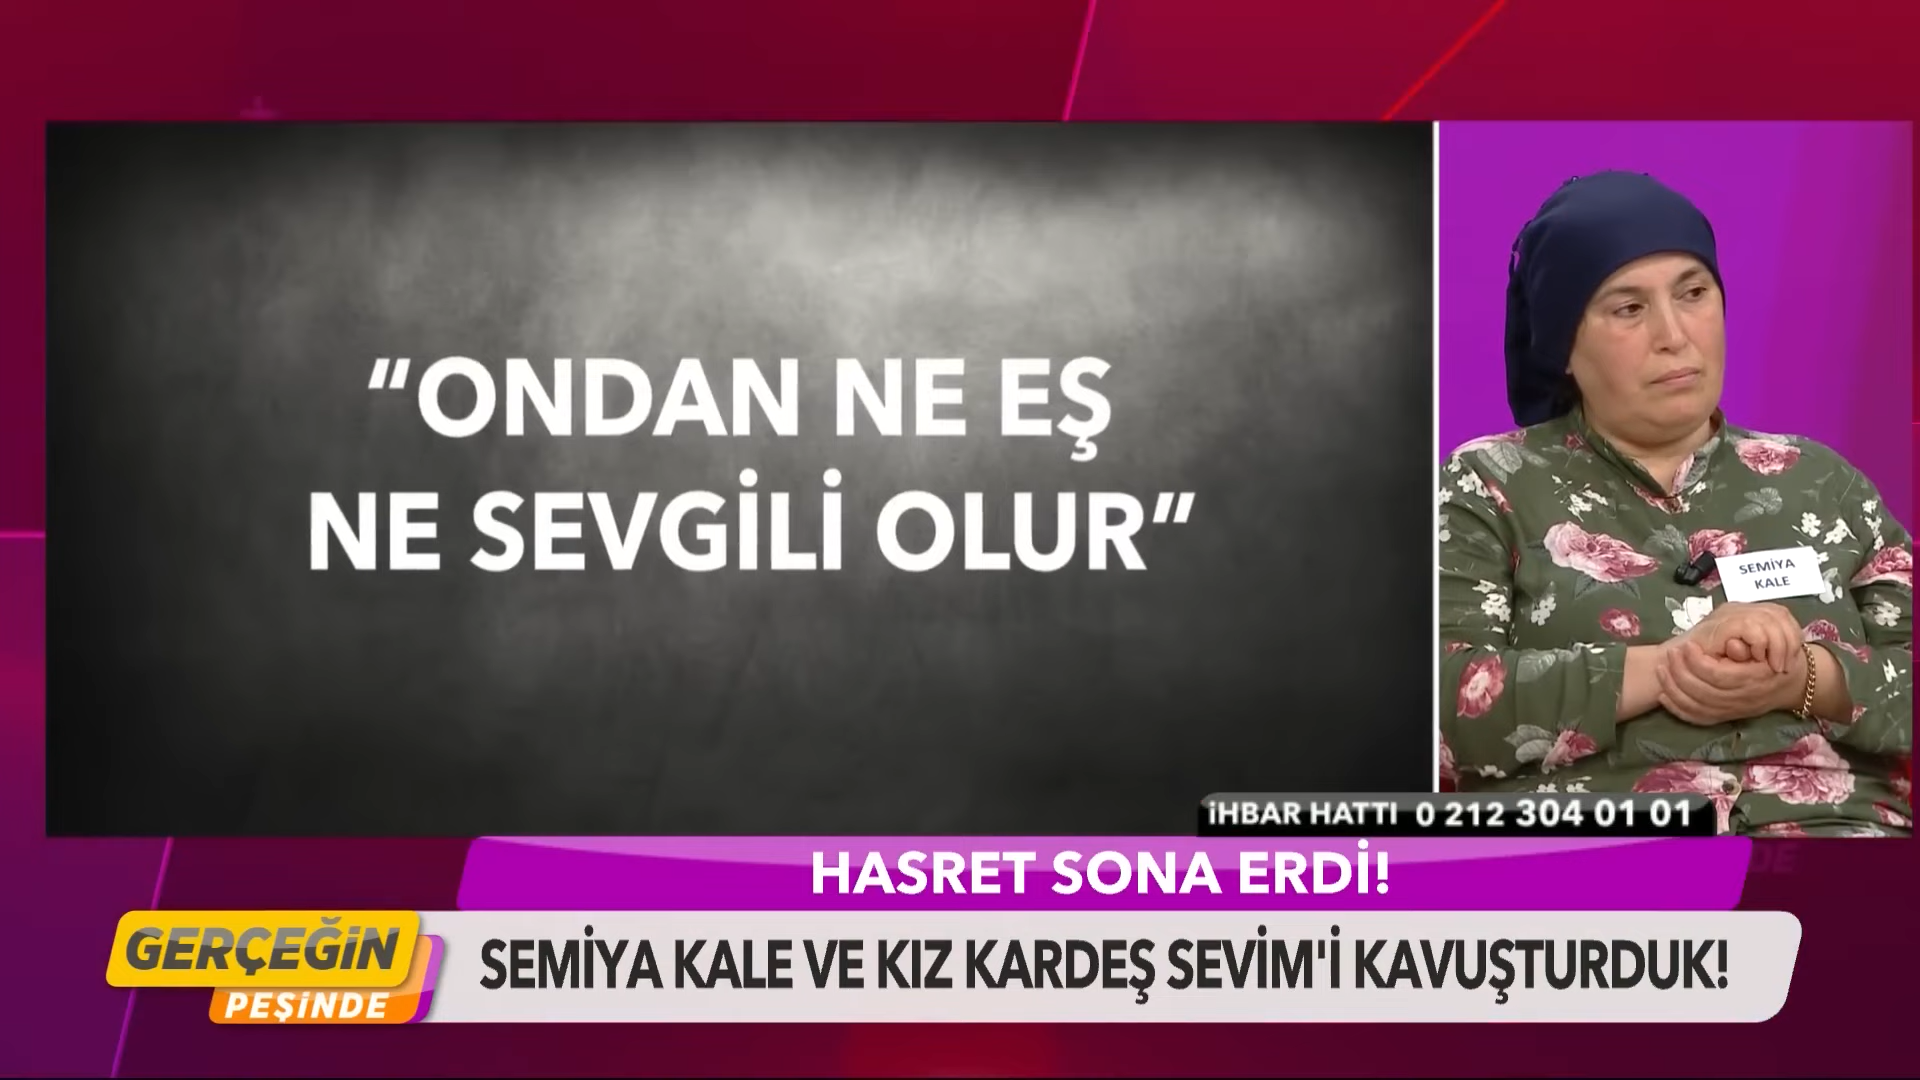 “ONDAN NE EŞ
NE SEVGİLİ OLUR”
SEMİYA
KALE
İHBAR HATTI 0 212 304 01 01
HASRET SONA ERDİ!
GERÇEĞİN
PEŞİNDE
SEMİYA KALE VE KIZ KARDEŞ SEVİM'İ KAVUŞTURDUK!